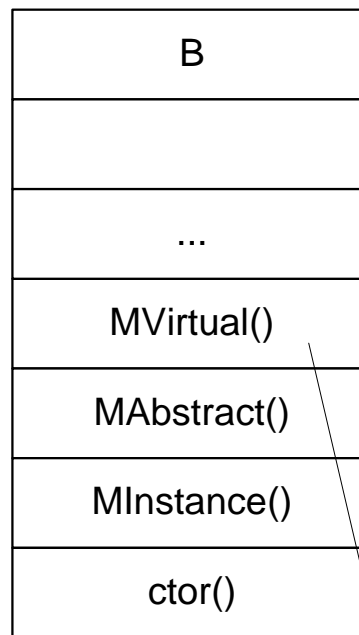 B
...
MVirtual()
MAbstract()
MInstance()
ctor()